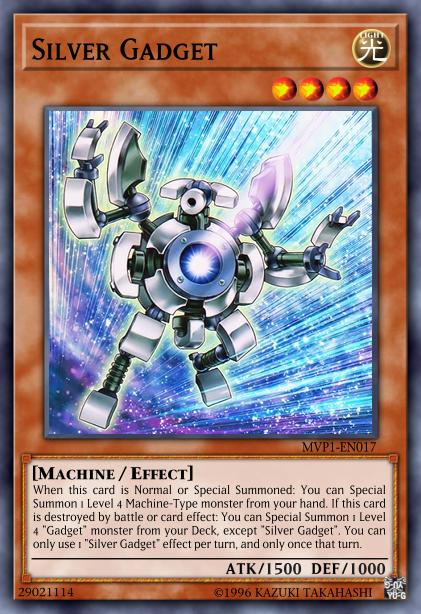 SILVER GADGET
LIGHT
光
MVP1-EN017
[MACHINE / EFFECT]
When this card is Normal or Special Summoned: You can Special
Summon 1 Level 4 Machine-Type monster from your hand. If this card
is destroyed by battle or card effect: You can Special Summon 1 Level
4 "Gadget" monster from your Deck, except "Silver Gadget". You can
only use 1 "Silver Gadget" effect per turn, and only once that turn.
ATK/1500 DEF/1000
29021114
©1996 KAZUKI TAKAHASHI